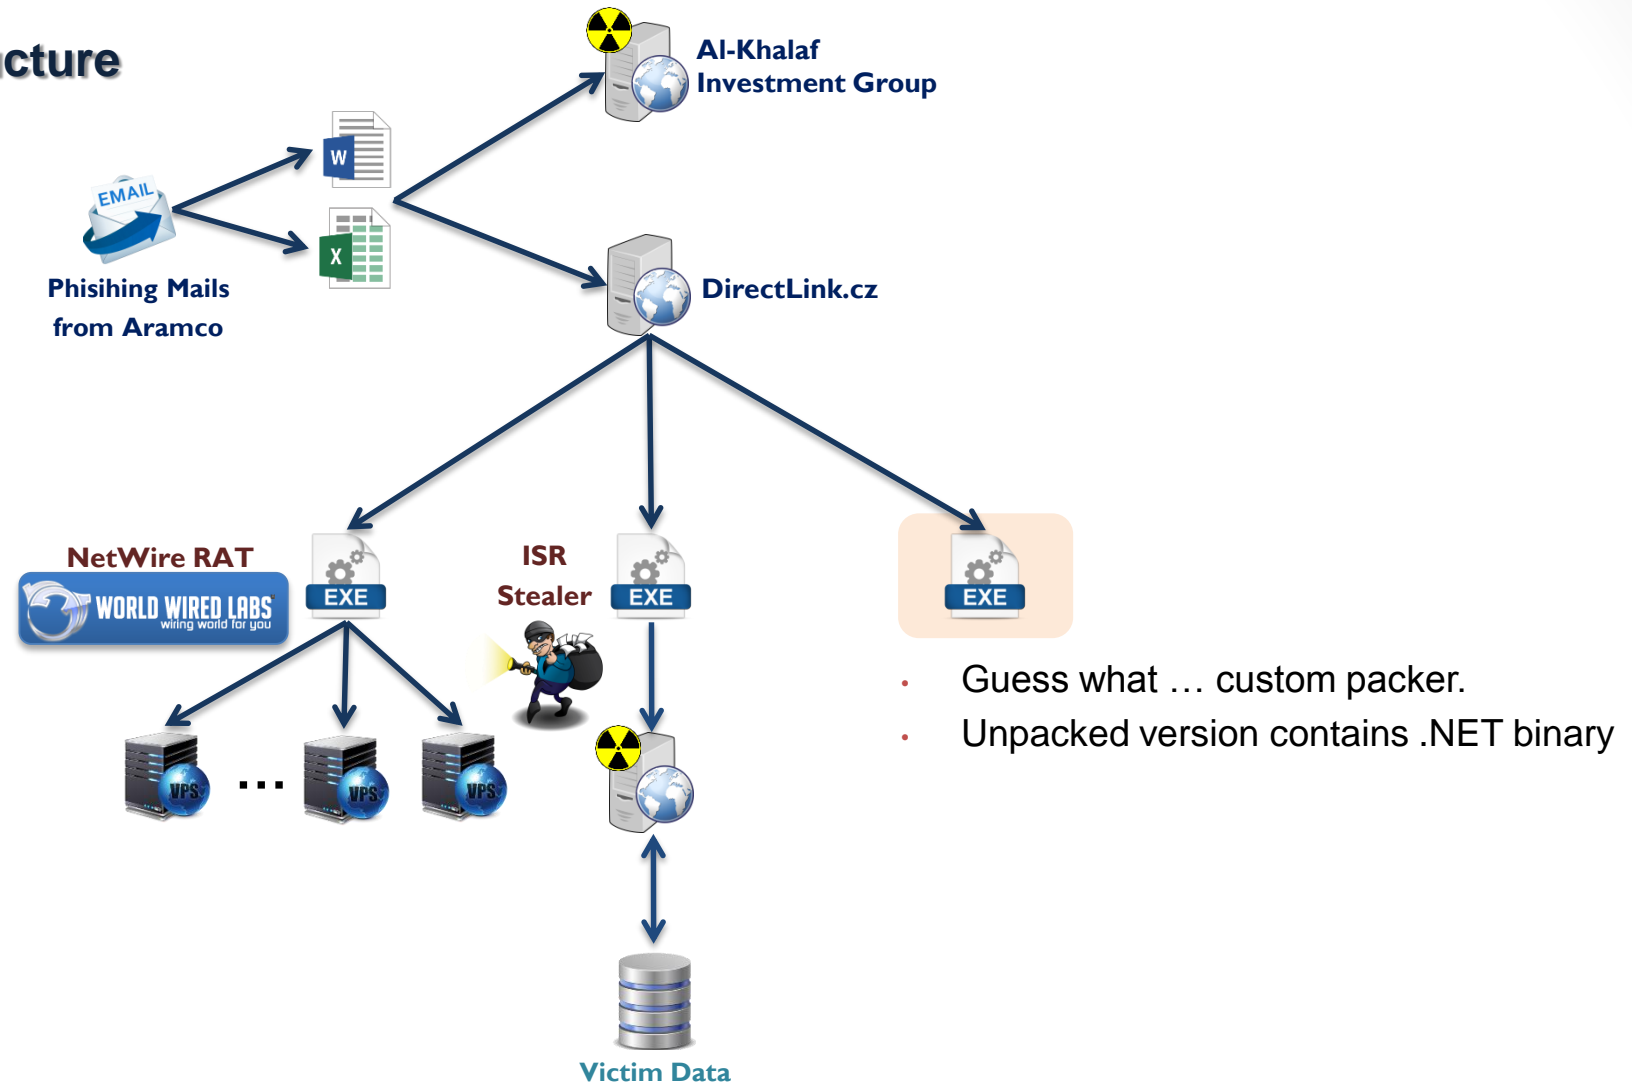 ucture
Al-Khalaf
Investment Group
W
EMAIL
X
Phisihing Mails
from Aramco
DirectLink.cz
NetWire RAT
WORLD WIRED LABS
wiring world for you
EXE
ISR
Stealer
EXE
EXE
• Guess what … custom packer.
• Unpacked version contains .NET binary
VPS
...
VPS
VPS
Victim Data